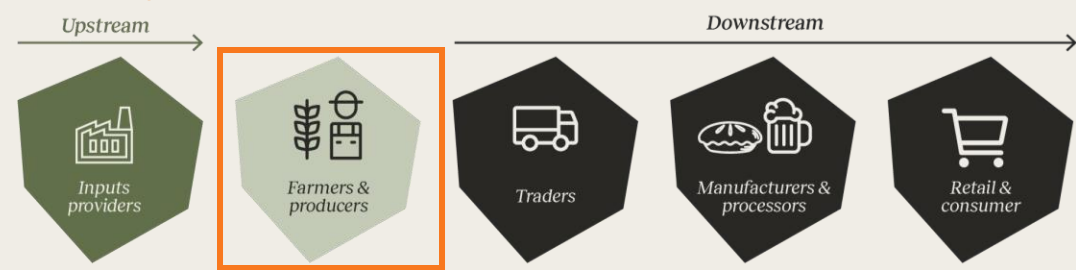 Upstream
Downstream
Inputs
providers
Farmers &
producers
Traders
Manufacturers &
processors
Retail &
consumer